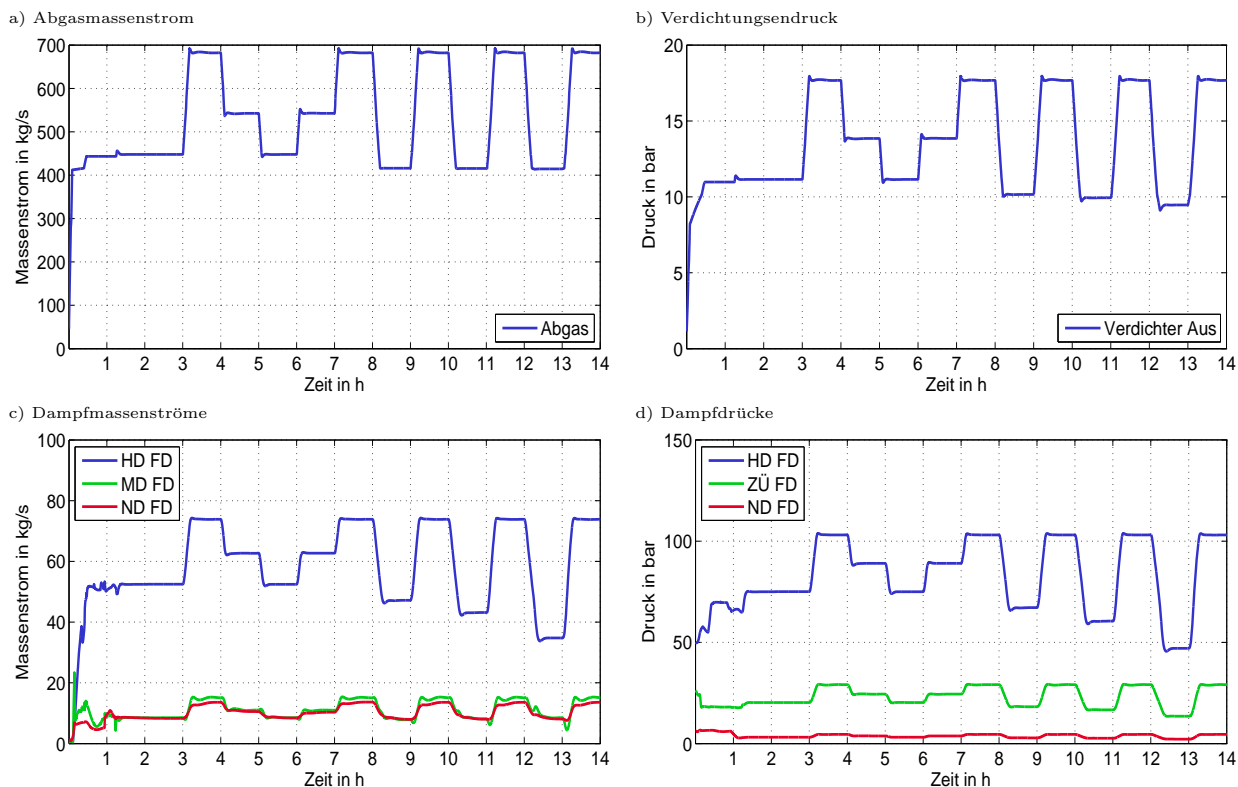 a) Abgasmassenstrom
700
600
500
400
300
200
100
0
Massenstrom in kg/s
Abgas
1 2 3 4 5 6 7 8 9 10 11 12 13 14
Zeit in h
b) Verdichtungsendruck
20
15
10
5
0
Druck in bar
Verdichter Aus
1 2 3 4 5 6 7 8 9 10 11 12 13 14
Zeit in h
c) Dampfmassenströme
100
80
60
40
20
0
Massenstrom in kg/s
HD FD
MD FD
ND FD
1 2 3 4 5 6 7 8 9 10 11 12 13 14
Zeit in h
d) Dampfdrücke
150
100
50
0
Druck in bar
HD FD
ZÜ FD
ND FD
1 2 3 4 5 6 7 8 9 10 11 12 13 14
Zeit in h